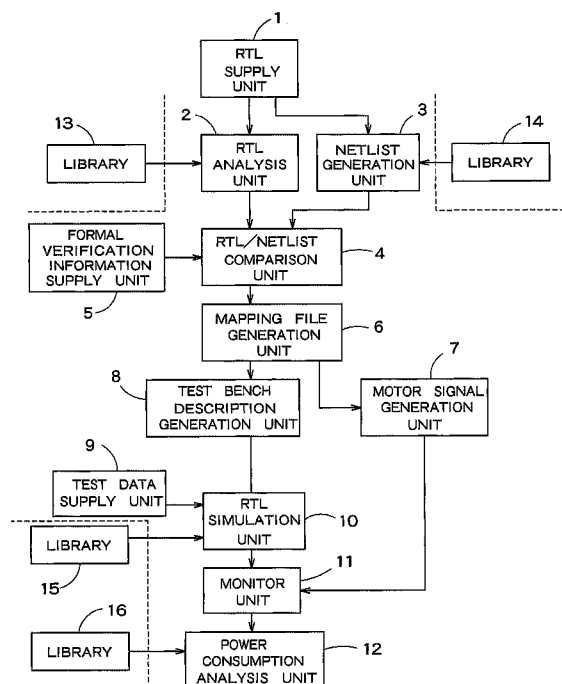 1
RTL
SUPPLY
UNIT
2
3
13
14
LIBRARY
RTL
ANALYSIS
UNIT
NETLIST
GENERATION
UNIT
LIBRARY
FORMAL
VERIFICATION
INFORMATION
SUPPLY UNIT
5
RTL/NETLIST
COMPARISON
UNIT
4
MAPPING FILE
GENERATION
UNIT
6
7
8
TEST BENCH
DESCRIPTION
GENERATION UNIT
MOTOR SIGNAL
GENERATION
UNIT
9
TEST DATA
SUPPLY UNIT
RTL
SIMULATION
UNIT
10
LIBRARY
15
MONITOR
UNIT
11
16
LIBRARY
POWER
CONSUMPTION
ANALYSIS UNIT
12